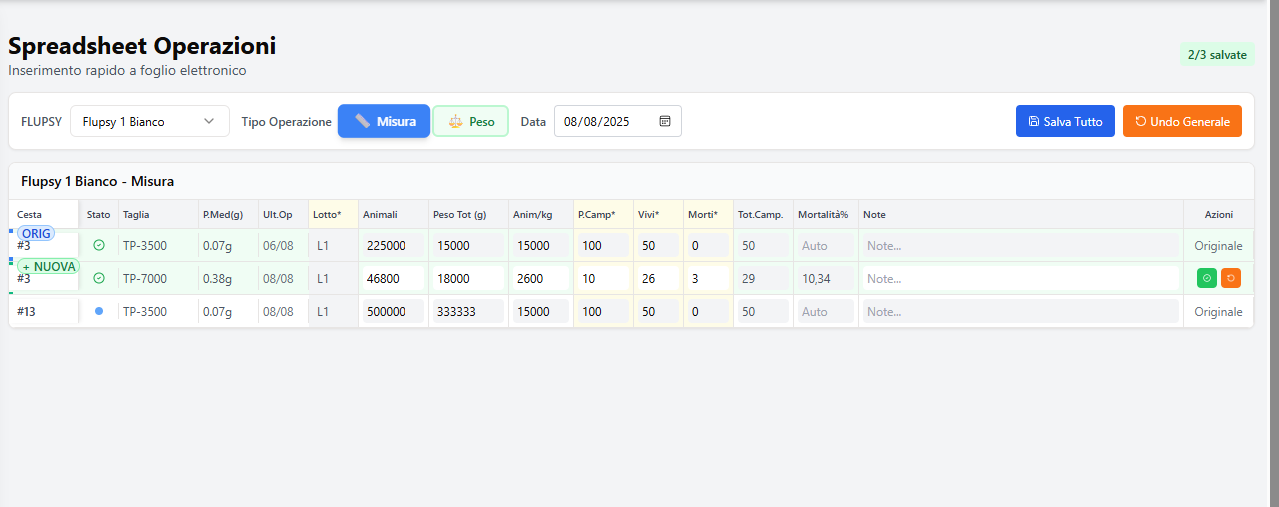 Spreadsheet Operazioni
Inserimento rapido a foglio elettronico
2/3 salvate
FLUPSY Flupsy 1 Bianco Tipo Operazione Misura Peso Data 08/08/2025 Salva Tutto Undo Generale
Flupsy 1 Bianco - Misura
Cesta Stato Taglia P.Med(g) Ult.Op Lotto* Animali Peso Tot (g) Anim/kg P.Camp* Vivi* Morti* Tot.Camp. Mortalità% Note Azioni
ORIG
#3 TP-3500 0.07g 06/08 L1 225000 15000 15000 100 50 0 50 Auto Note... Originale
+ NUOVA
#3 TP-7000 0.38g 08/08 L1 46800 18000 2600 10 26 3 29 10,34 Note...
#13 TP-3500 0.07g 08/08 L1 500000 333333 15000 100 50 0 50 Auto Note... Originale